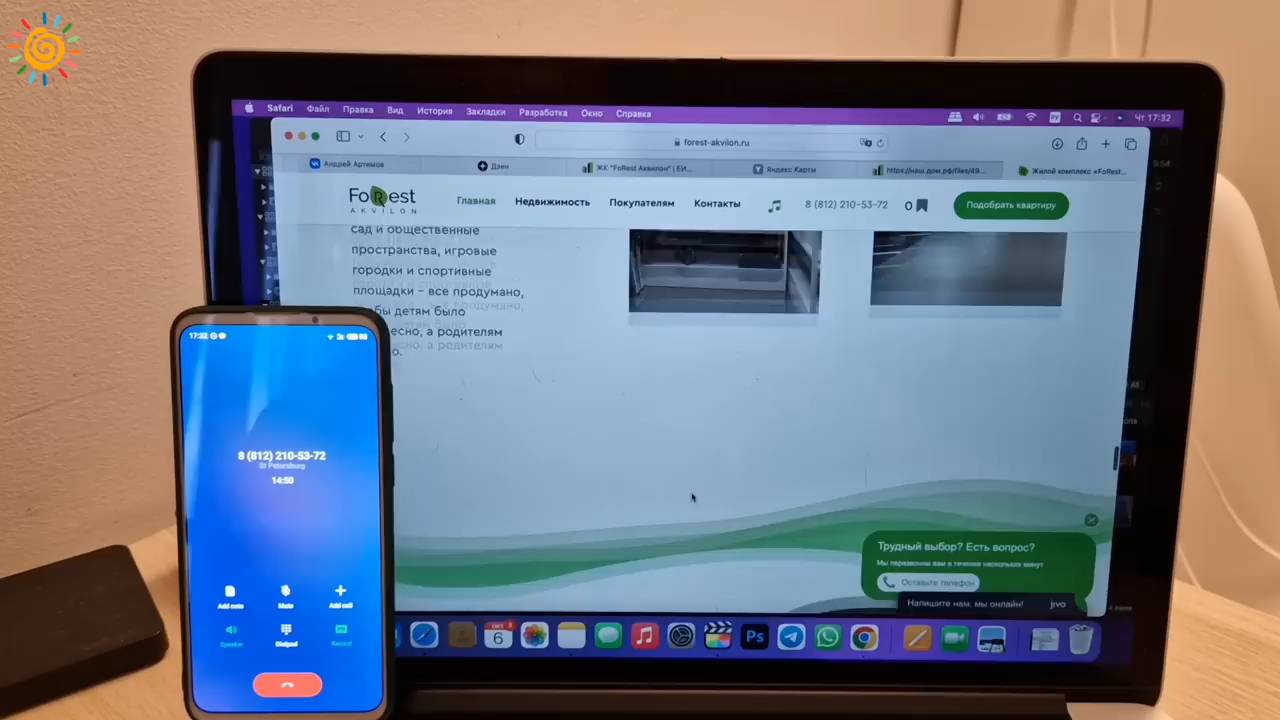 Safari Файл Правка Вид История Закладки Разработка Окно Справка
Чт 17:32
forest-akvilon.ru
Андрей Артемов
Дзен
ЖК "FoRest Аквилон" | ЕИ...
Яндекс Карты
https://наш.дом.рф/files/49...
Жилой комплекс «FoRest...
FoRest
AKVILON
Главная Недвижимость Покупателям Контакты 8 (812) 210-53-72 0 Подобрать квартиру
сад и общественные
пространства, игровые
городки и спортивные
площадки – все продумано,
бы детям было
есно, а родителям
о.
Трудный выбор? Есть вопрос?
Мы перезвоним вам в течение нескольких минут
Оставьте телефон
Напишите нам, мы онлайн! jivo
17:32
8 (812) 210-53-72
St Petersburg
14:50
Add note Mute Add call
Speaker Dialpad Record
ОКТ
6
Ps